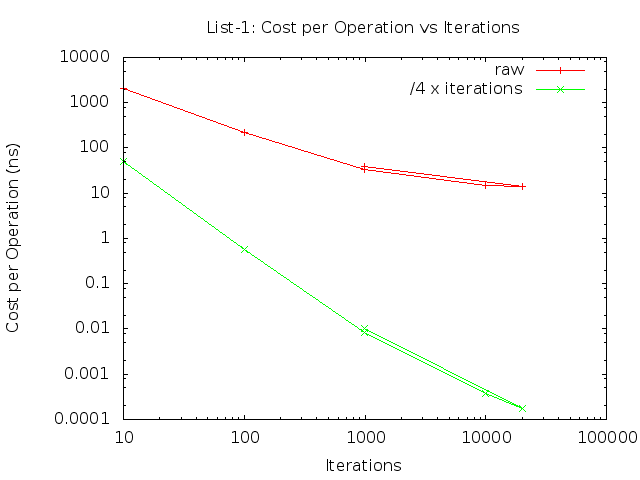 List-1: Cost per Operation vs Iterations
10000
1000
100
10
1
0.1
0.01
0.001
0.0001
Cost per Operation (ns)
raw
/4 x iterations
10
100
1000
10000
100000
Iterations